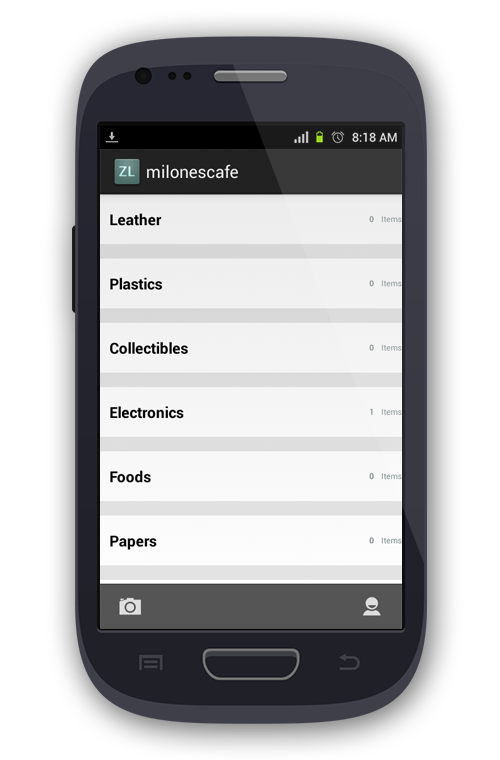 8:18 AM
ZL milonescafe
Leather 0 Items
Plastics 0 Items
Collectibles 0 Items
Electronics 1 Items
Foods 0 Items
Papers 0 Items